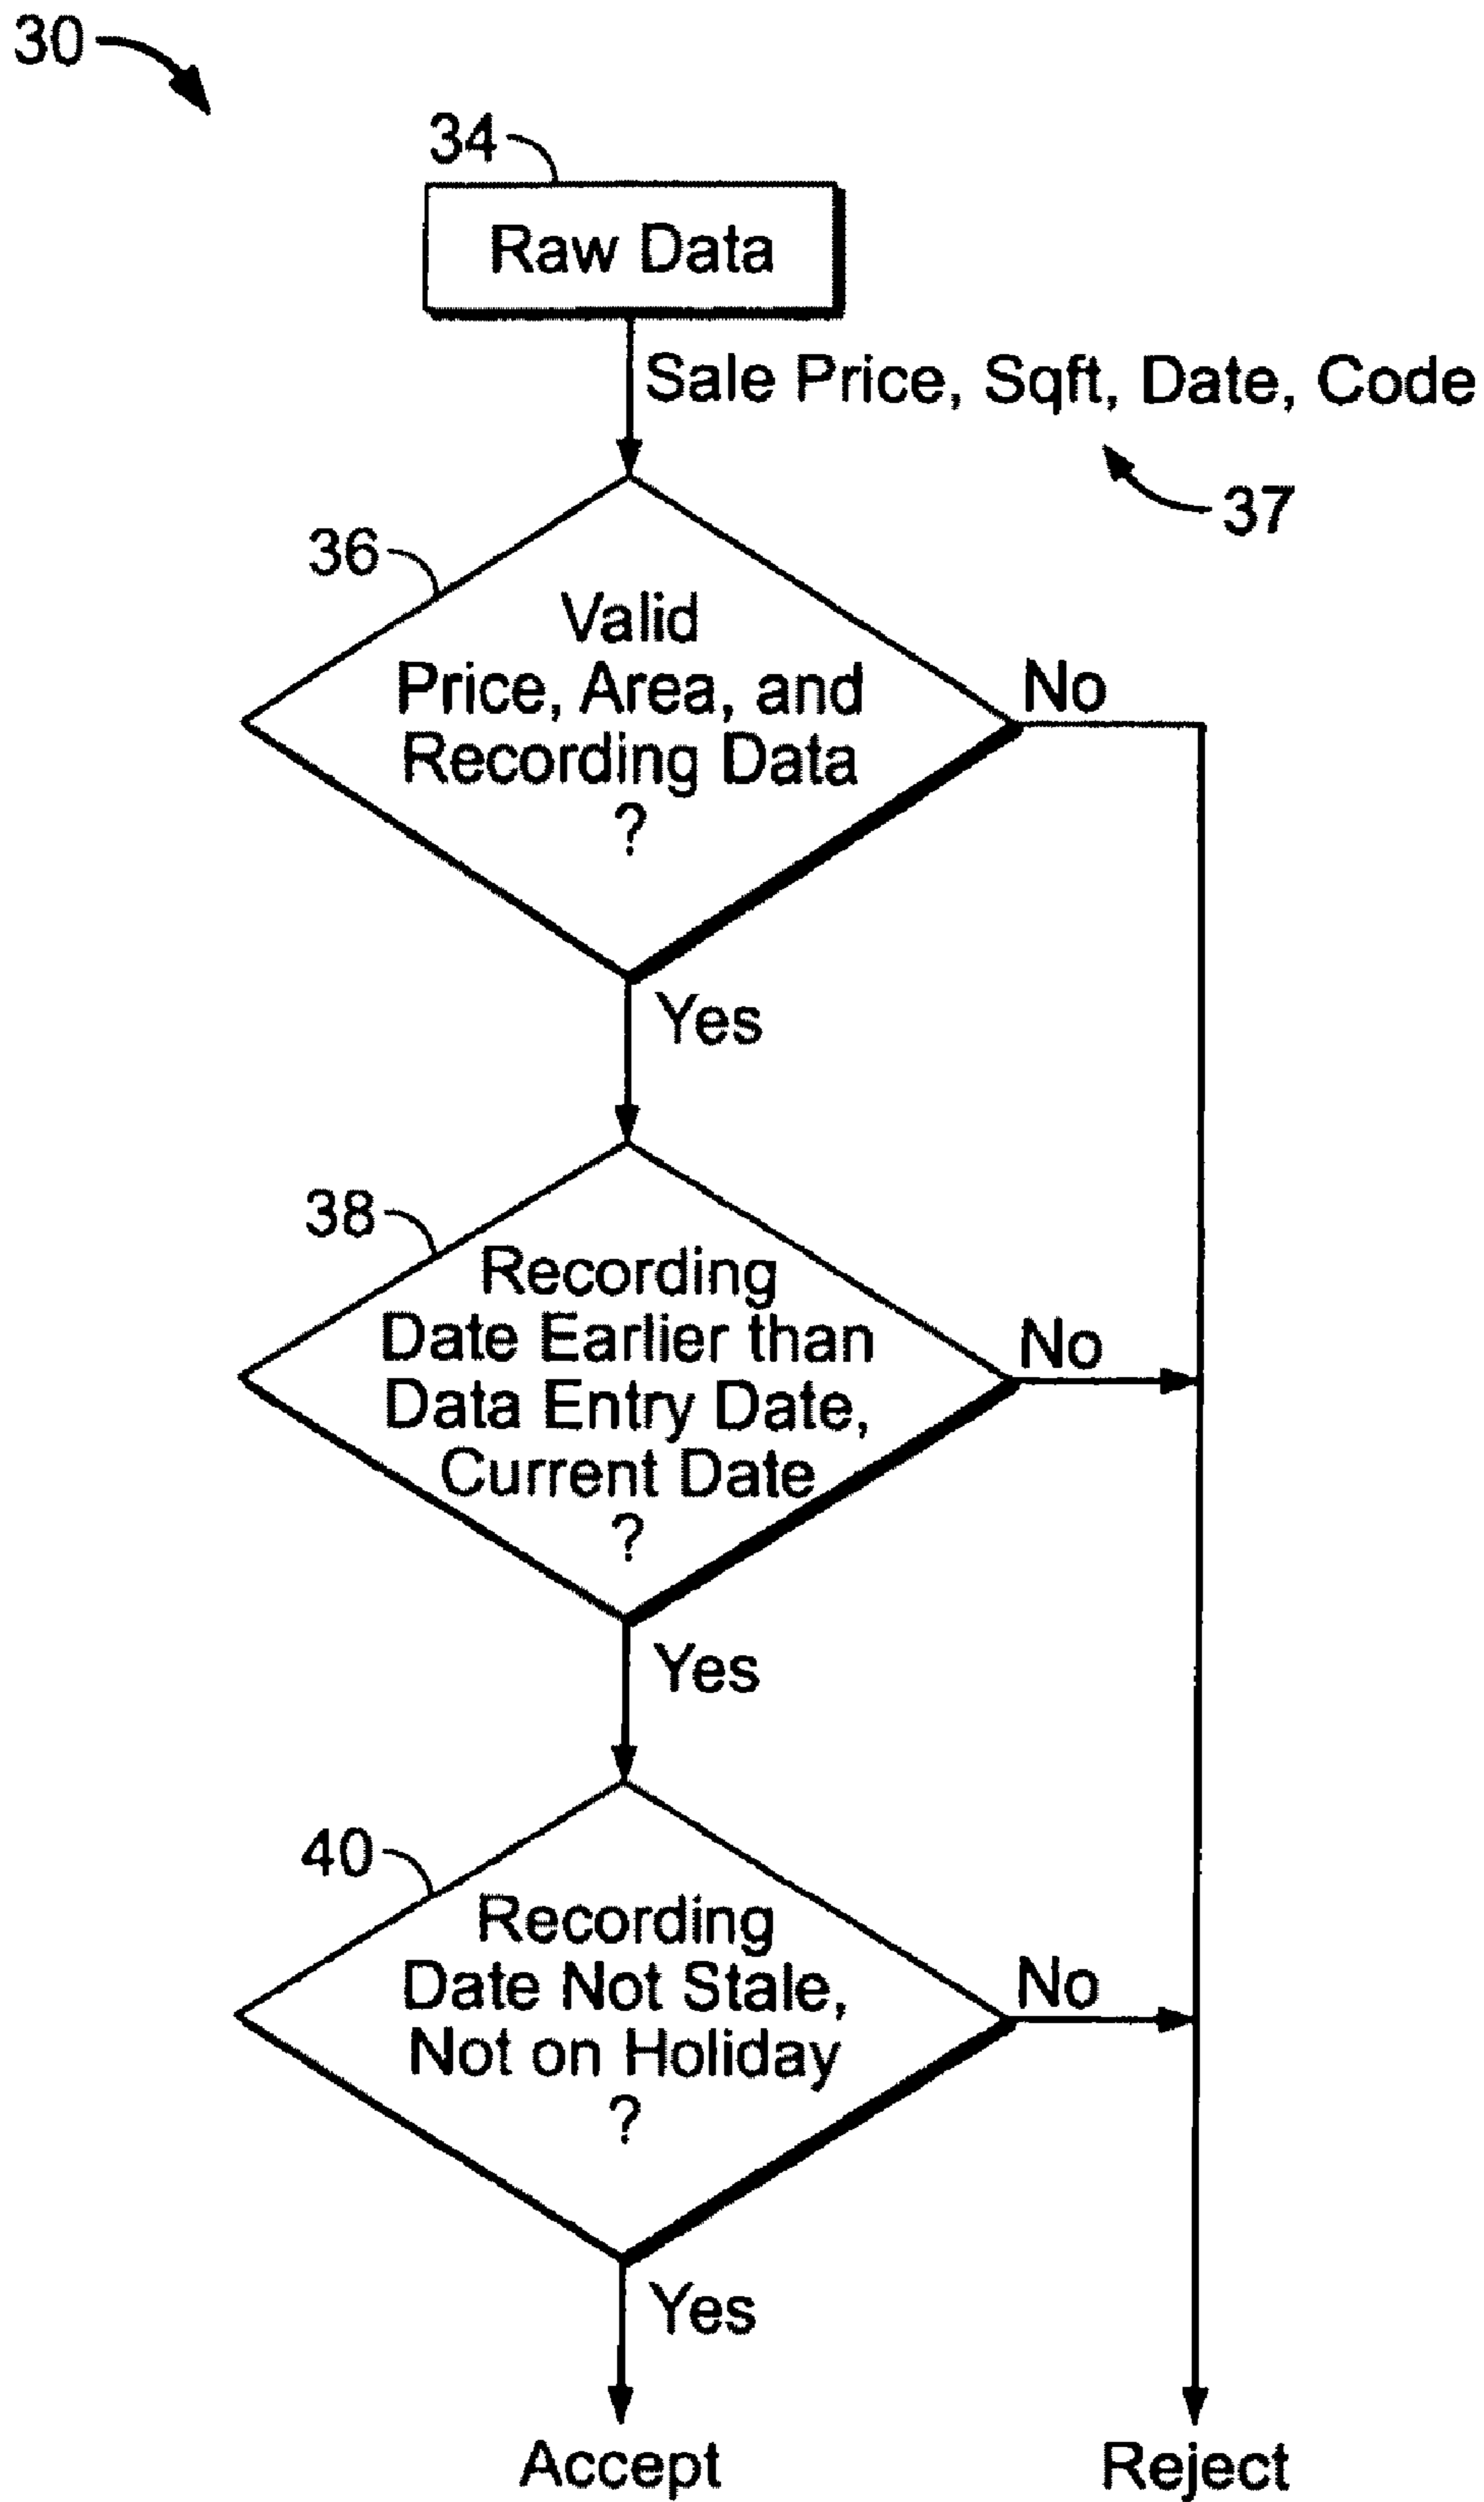 30
34
Raw Data
Sale Price, Sqft, Date, Code
37
36
Valid
Price, Area, and
Recording Data
?
No
Yes
38
Recording
Date Earlier than
Data Entry Date,
Current Date
?
No
Yes
40
Recording
Date Not Stale,
Not on Holiday
?
No
Yes
Accept
Reject